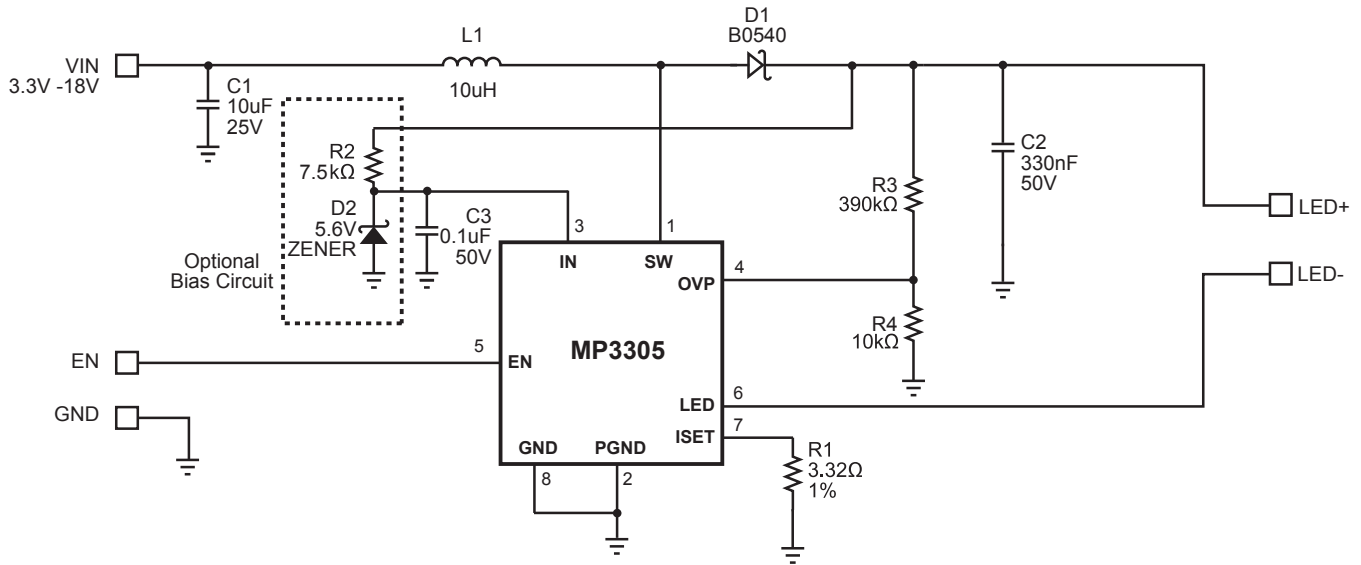 VIN
3.3V -18V
C1
10uF
25V
L1
10uH
D1
B0540
R2
7.5kΩ
D2
5.6V
ZENER
C3
0.1uF
50V
Optional
Bias Circuit
R3
390kΩ
C2
330nF
50V
LED+
LED-
3
1
IN
SW
OVP
4
R4
10kΩ
MP3305
EN
5
EN
GND
LED
6
ISET
7
GND
PGND
8
2
R1
3.32Ω
1%